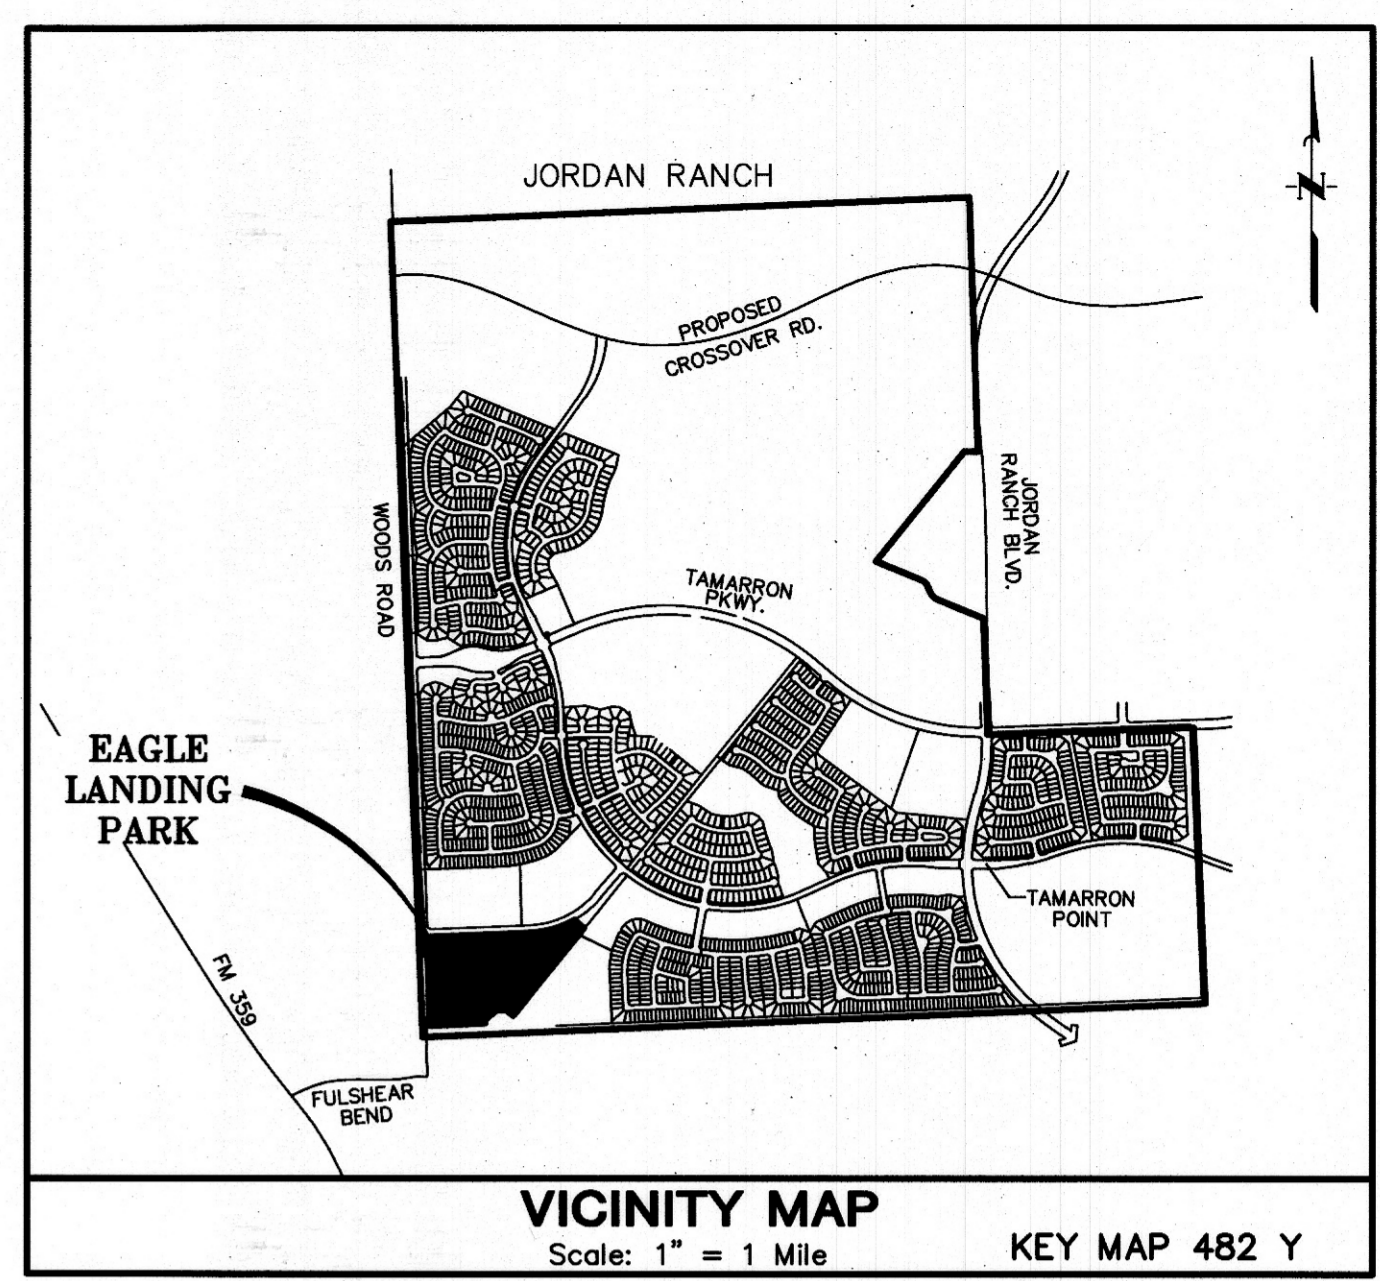 JORDAN RANCH
N
PROPOSED
CROSSOVER RD.
JORDAN
RANCH BLVD.
WOODS ROAD
TAMARRON
PKWY.
EAGLE
LANDING
PARK
TAMARRON
POINT
FM 359
FULSHEAR
BEND
VICINITY MAP
Scale: 1" = 1 Mile
KEY MAP 482 Y